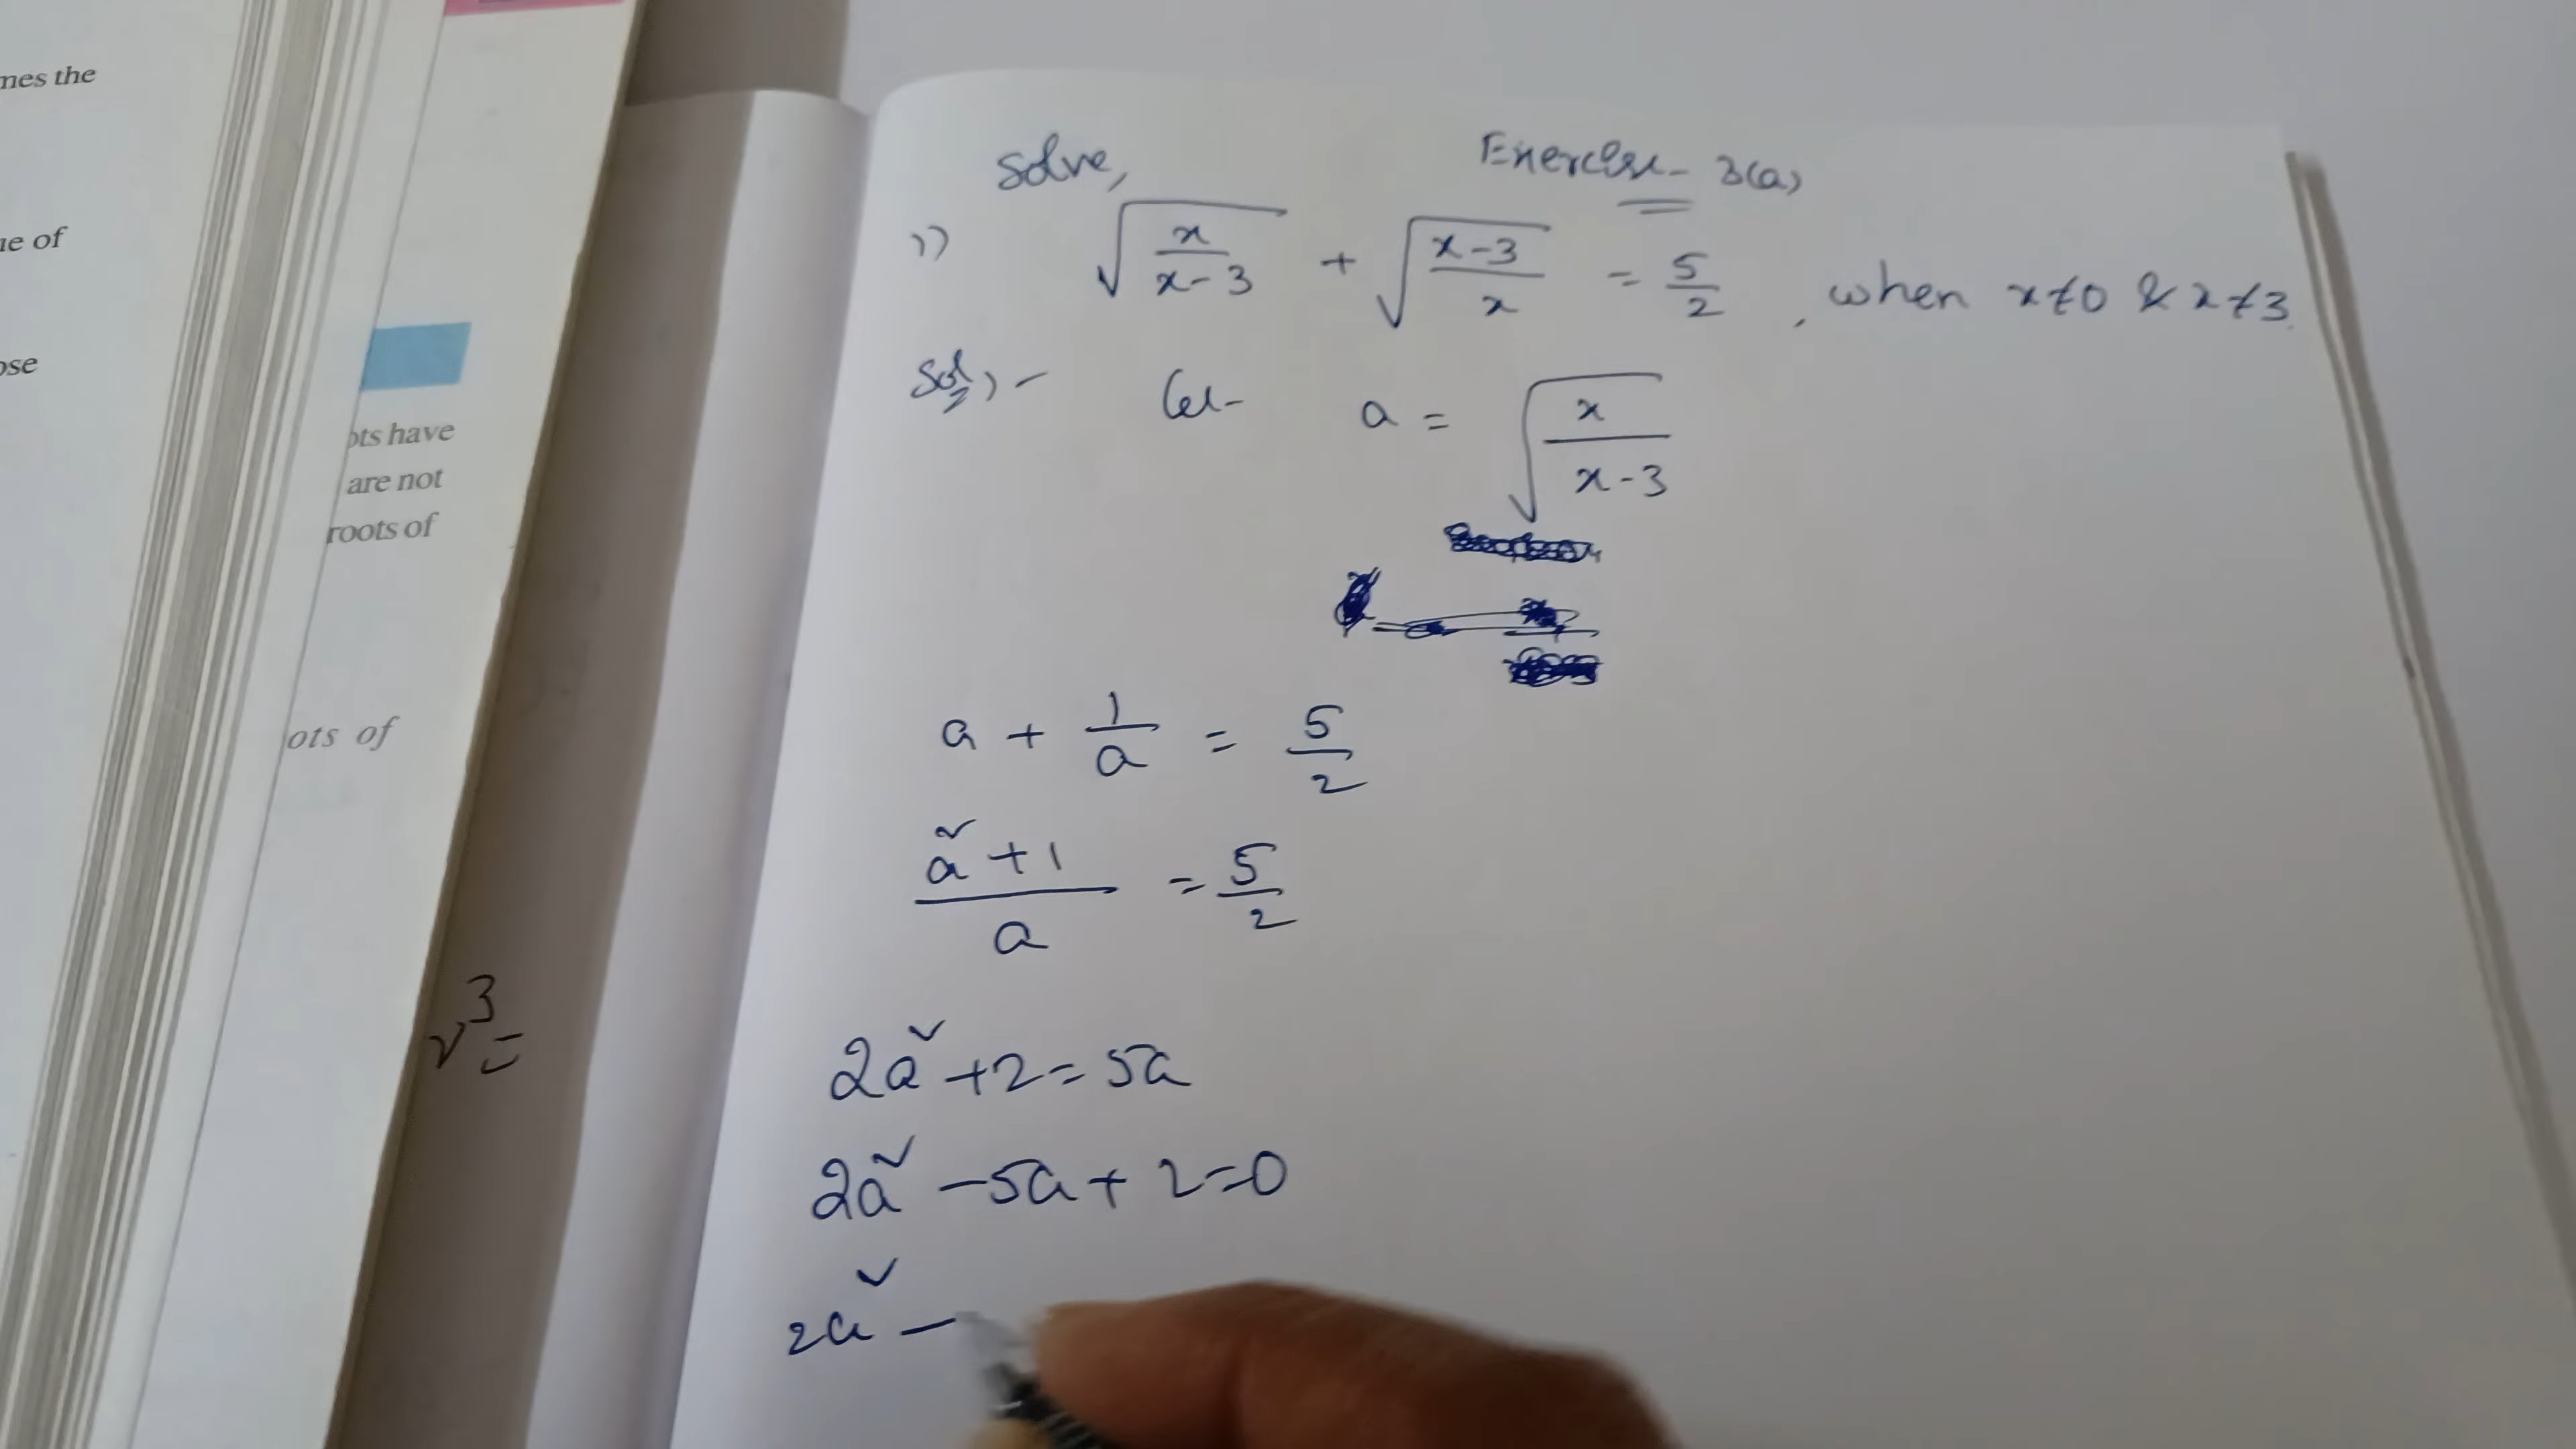 mes the
ue of
ose
ots have
are not
roots of
ots of
v³=
Solve,
Exercise - 3(a)
1) √(x/(x-3)) + √((x-3)/x) = 5/2, when x≠0 & x≠3.
Sol) - Let a = √(x/(x-3))
a + 1/a = 5/2
(a²+1)/a = 5/2
2a² +2 = 5a
2a² -5a + 2 = 0
2a² -